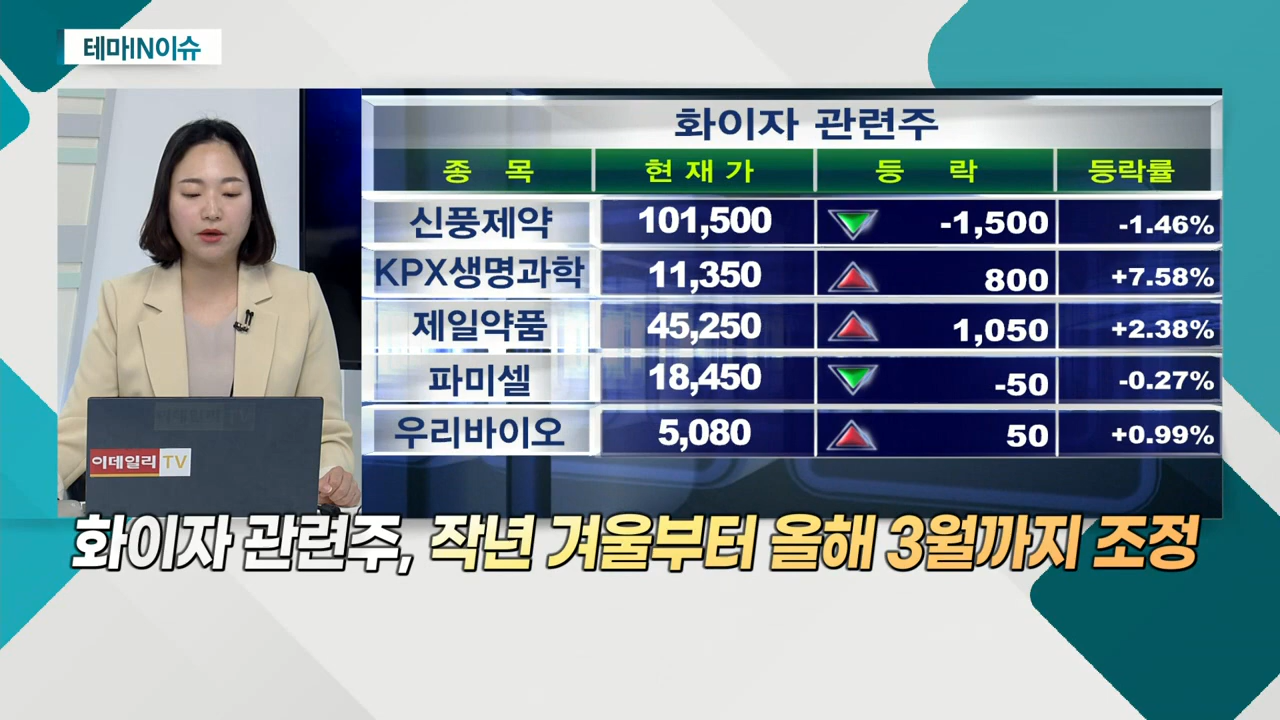 테마IN이슈
화이자 관련주
종 목 현재가 등 락 등락률
신풍제약 101,500 -1,500 -1.46%
KPX생명과학 11,350 800 +7.58%
제일약품 45,250 1,050 +2.38%
파미셀 18,450 -50 -0.27%
우리바이오 5,080 50 +0.99%
이데일리 TV
화이자 관련주, 작년 겨울부터 올해 3월까지 조정